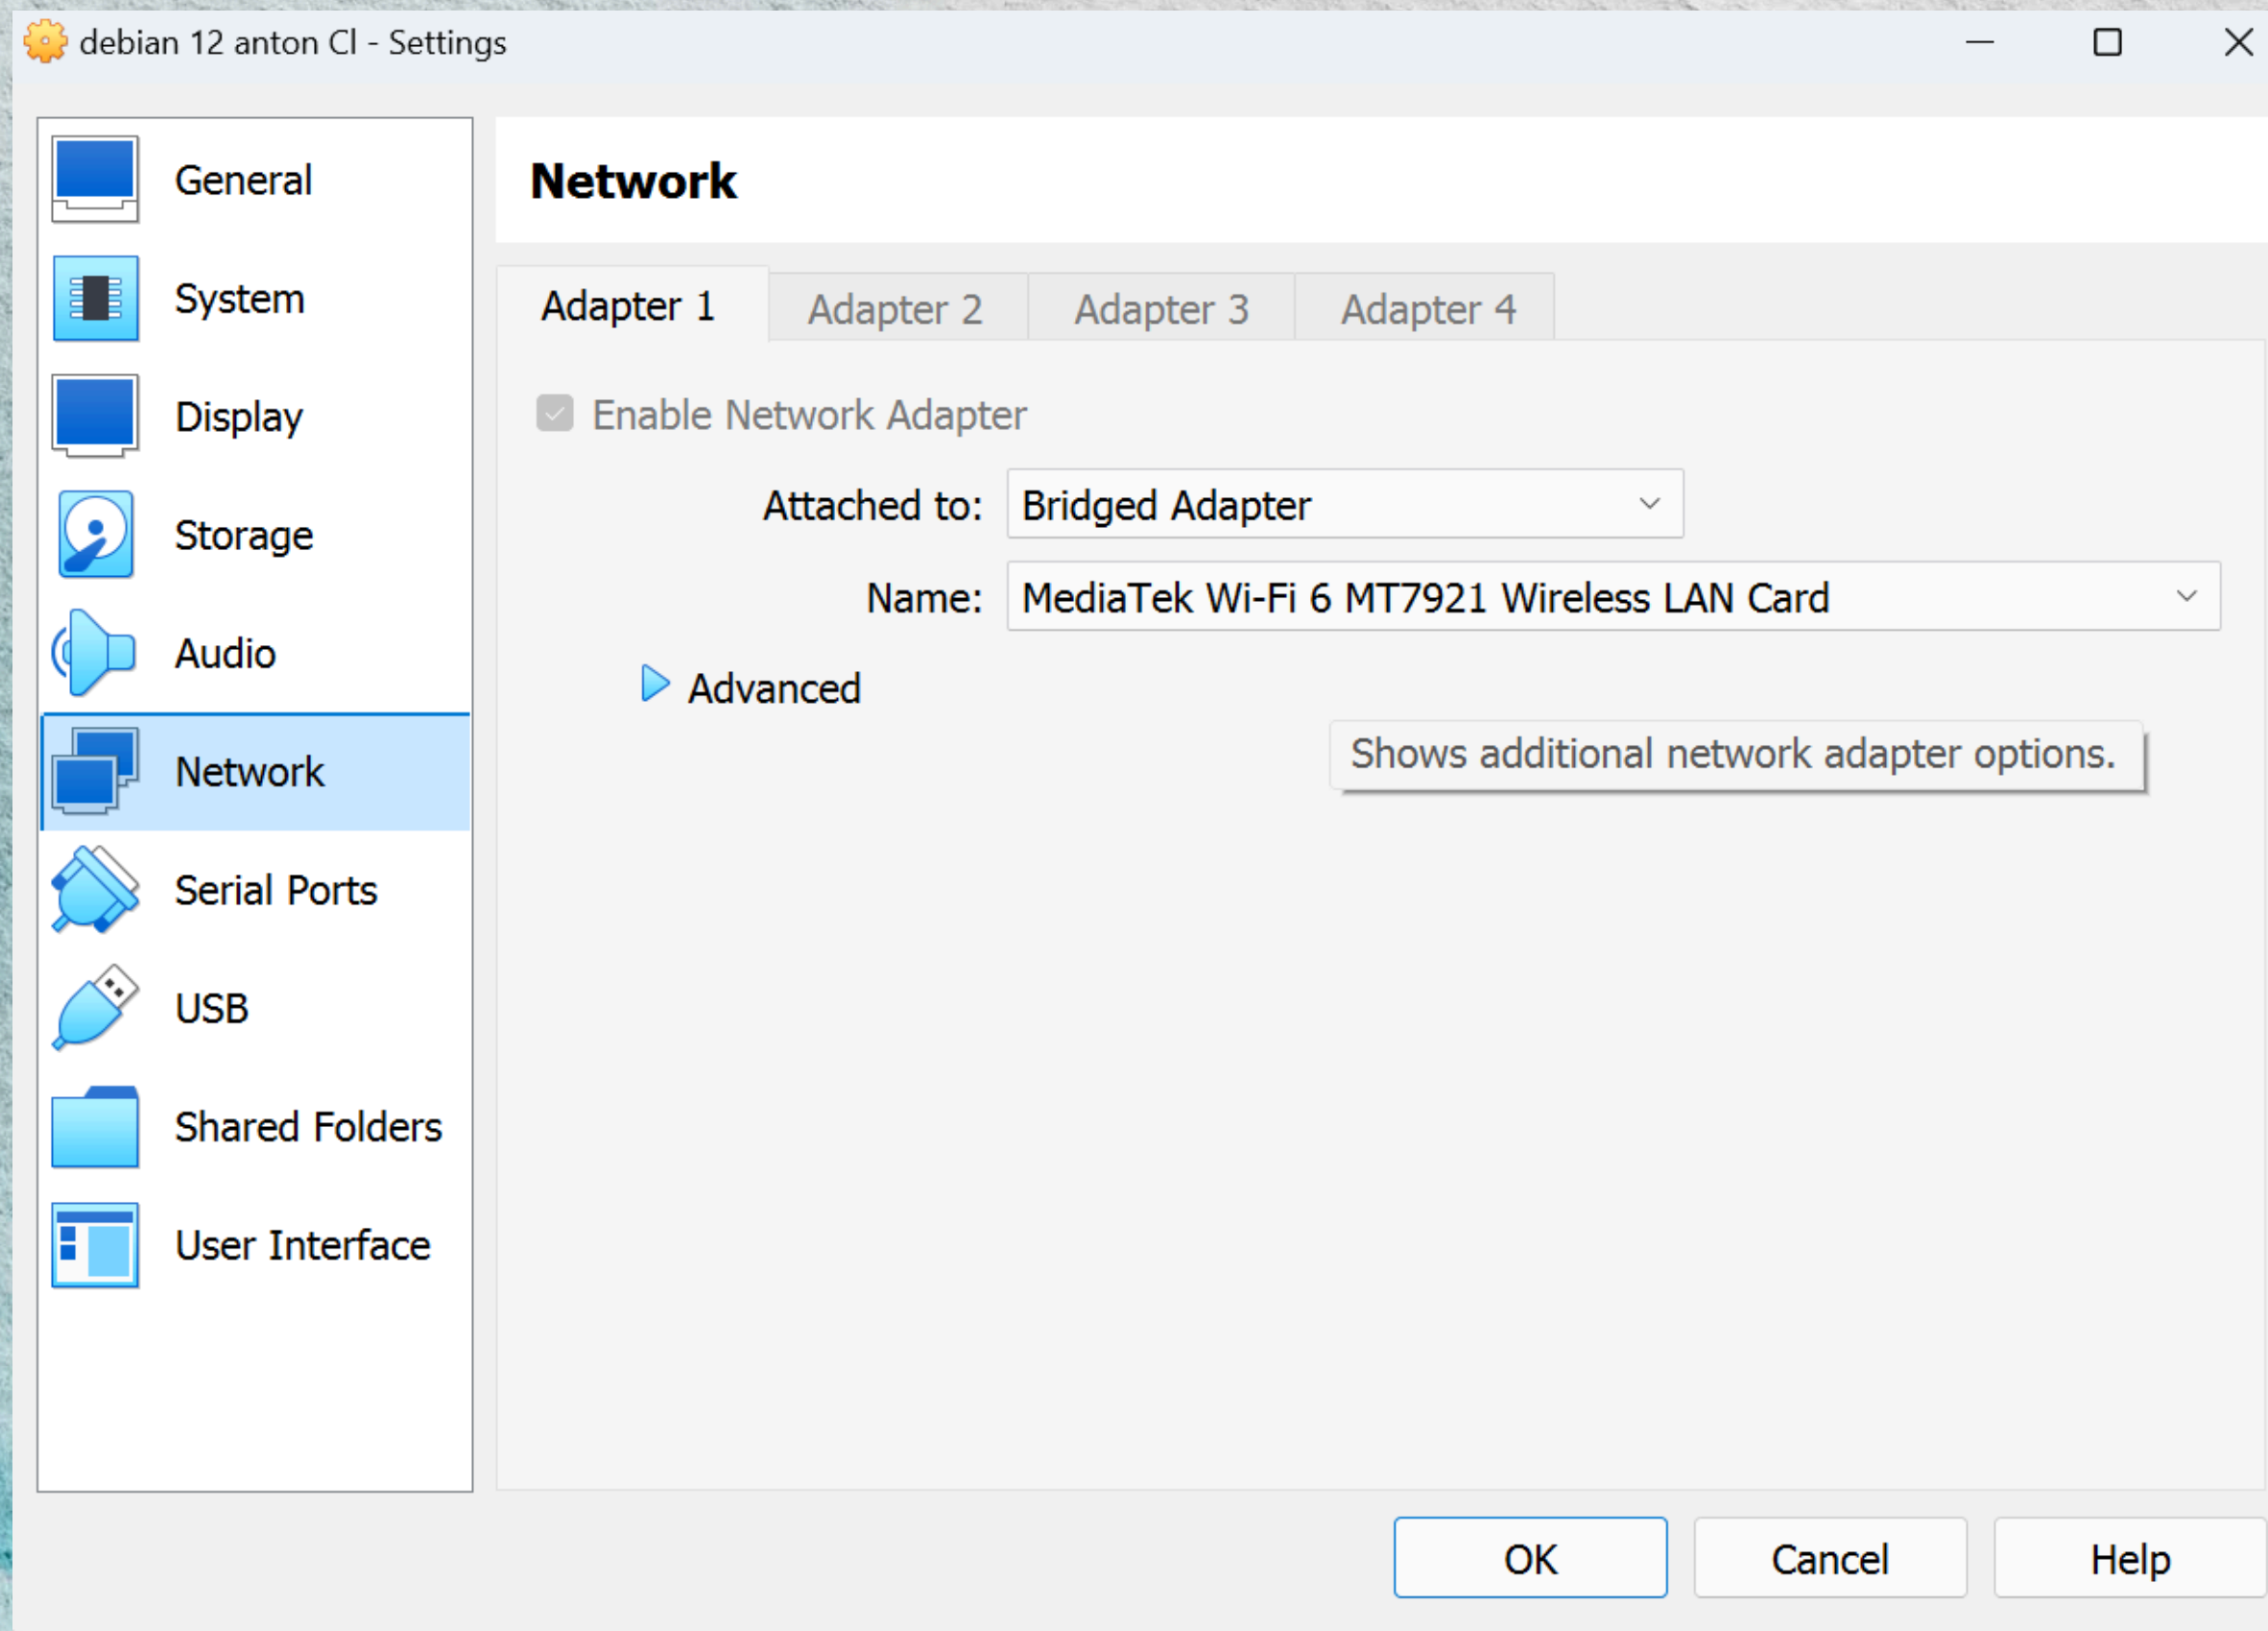 debian 12 anton Cl - Settings
General
System
Display
Storage
Audio
Network
Serial Ports
USB
Shared Folders
User Interface
Network
Adapter 1
Adapter 2
Adapter 3
Adapter 4
Enable Network Adapter
Attached to:
Bridged Adapter
Name:
MediaTek Wi-Fi 6 MT7921 Wireless LAN Card
Advanced
Shows additional network adapter options.
OK
Cancel
Help